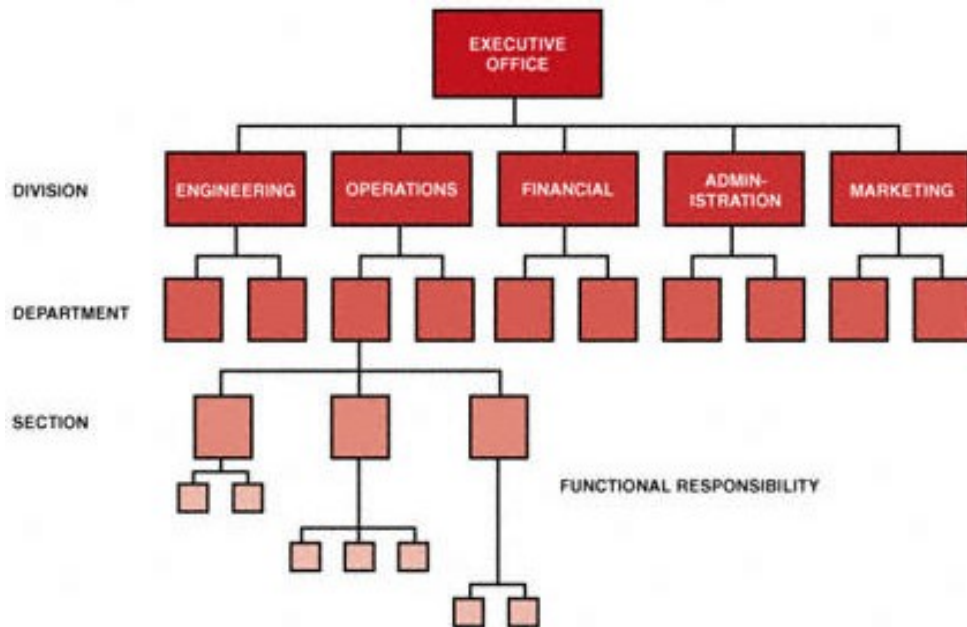 EXECUTIVE
OFFICE
DIVISION
ENGINEERING
OPERATIONS
FINANCIAL
ADMIN-
ISTRATION
MARKETING
DEPARTMENT
SECTION
FUNCTIONAL RESPONSIBILITY